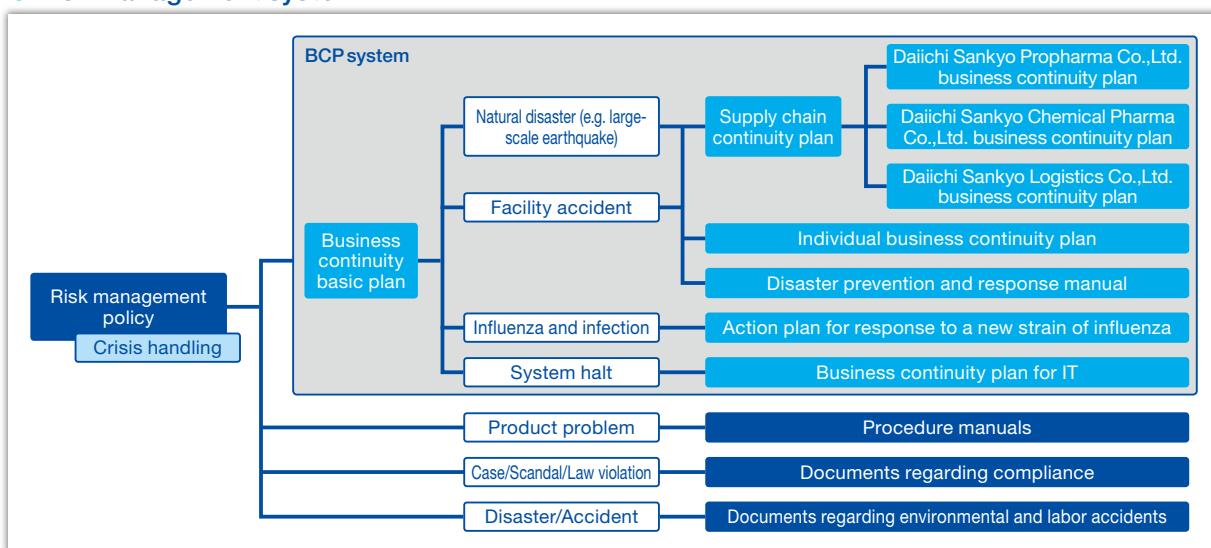 BCP system
Daiichi Sankyo Propharma Co.,Ltd.
business continuity plan
Natural disaster (e.g. large-
scale earthquake)
Supply chain
continuity plan
Daiichi Sankyo Chemical Pharma
Co.,Ltd. business continuity plan
Daiichi Sankyo Logistics Co.,Ltd.
business continuity plan
Facility accident
Business
continuity
basic plan
Individual business continuity plan
Disaster prevention and response manual
Risk management
policy
Crisis handling
Influenza and infection
Action plan for response to a new strain of influenza
System halt
Business continuity plan for IT
Product problem
Procedure manuals
Case/Scandal/Law violation
Documents regarding compliance
Disaster/Accident
Documents regarding environmental and labor accidents